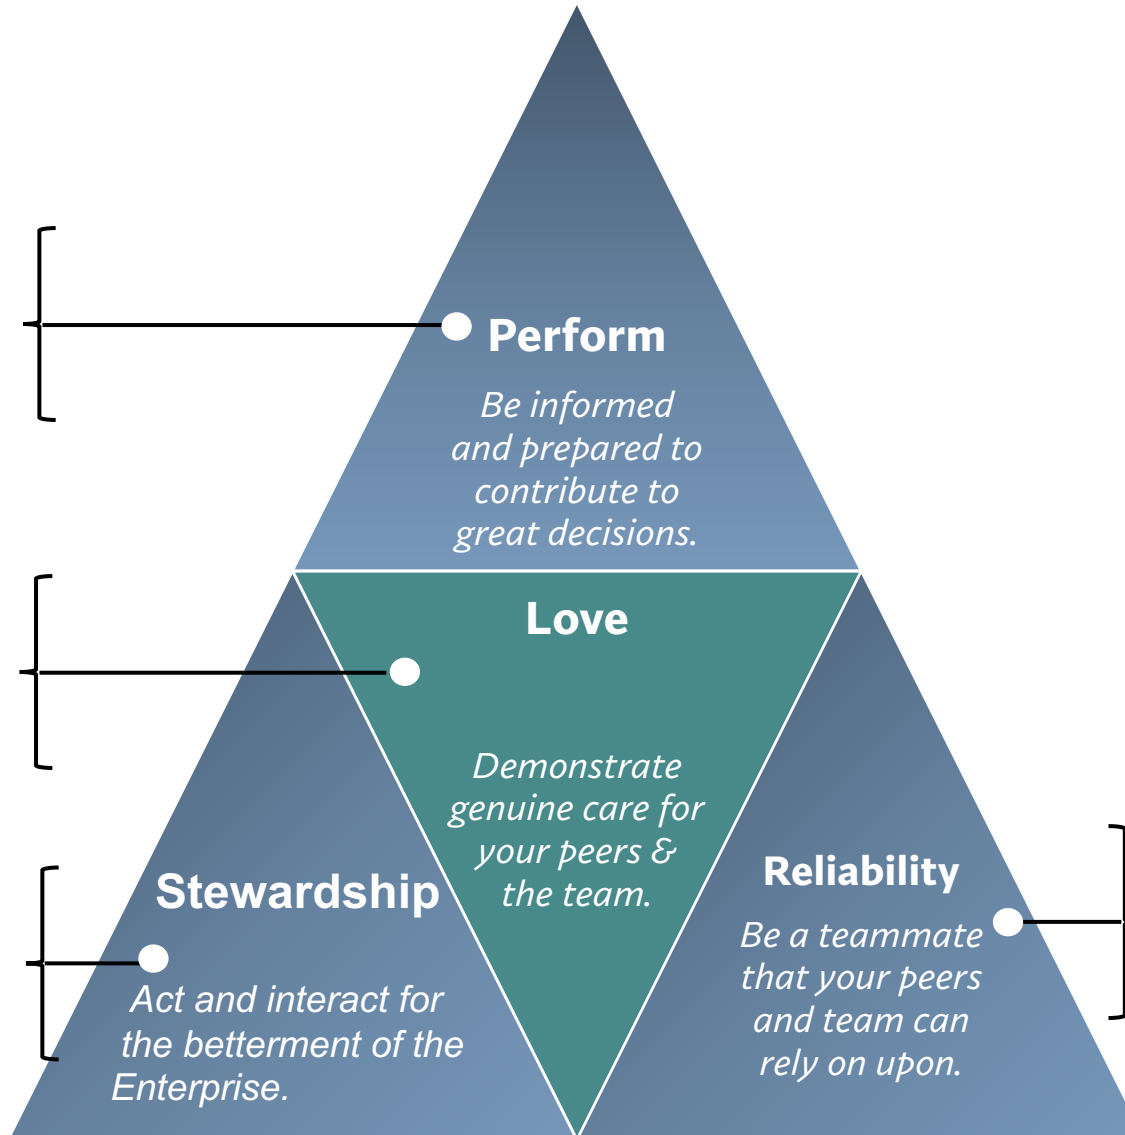 Perform
Be informed
and prepared to
contribute to
great decisions.
Love
Demonstrate
genuine care for
your peers &
the team.
Stewardship
Act and interact for
the betterment of the
Enterprise.
Reliability
Be a teammate
that your peers
and team can
rely on upon.